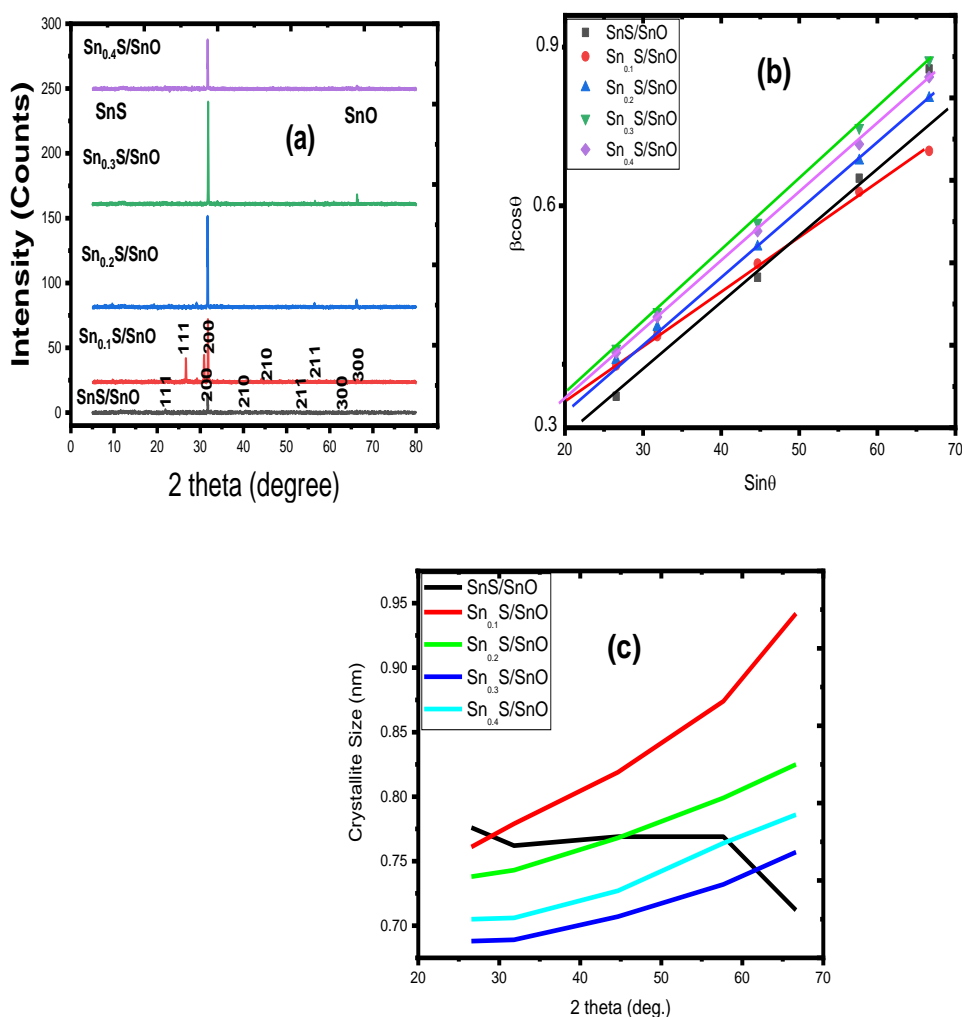 300
250
200
150
100
50
0
Intensity (Counts)
Sn0.4S/SnO
SnS
SnO
(a)
Sn0.3S/SnO
Sn0.2S/SnO
Sn0.1S/SnO
SnS/SnO
111
200
210
211
300
111
200
210
211
300
0 10 20 30 40 50 60 70 80
2 theta (degree)
0.9
0.6
0.3
βcosθ
SnS/SnO
Sn0.1S/SnO
Sn0.2S/SnO
Sn0.3S/SnO
Sn0.4S/SnO
(b)
20 30 40 50 60 70
Sinθ
0.95
0.90
0.85
0.80
0.75
0.70
Crystallite Size (nm)
SnS/SnO
Sn0.1S/SnO
Sn0.2S/SnO
Sn0.3S/SnO
Sn0.4S/SnO
(c)
20 30 40 50 60 70
2 theta (deg.)